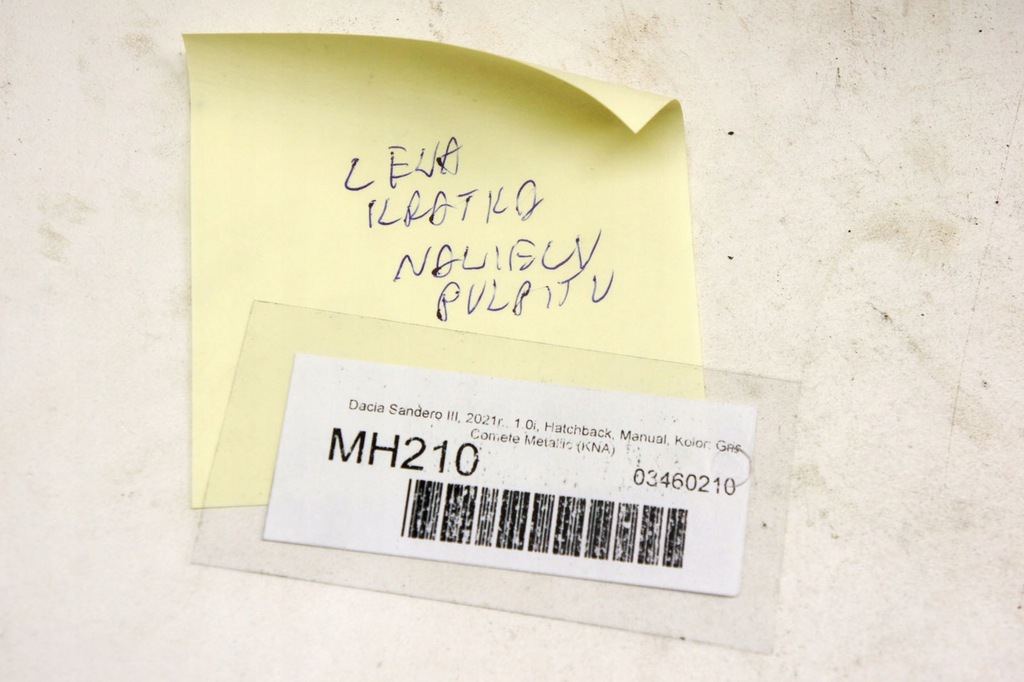 LEWA
KRATKA
NAWIEWU
PULPITU
Dacia Sandero III, 2021r., 1.0i, Hatchback, Manual, Kolor: Gris
Comete Metallic (KNA)
MH210
03460210